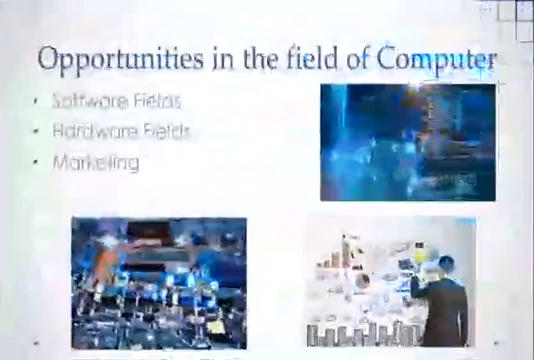 Opportunities in the field of Computer
• Software Fields
• Hardware Fields
• Marketing